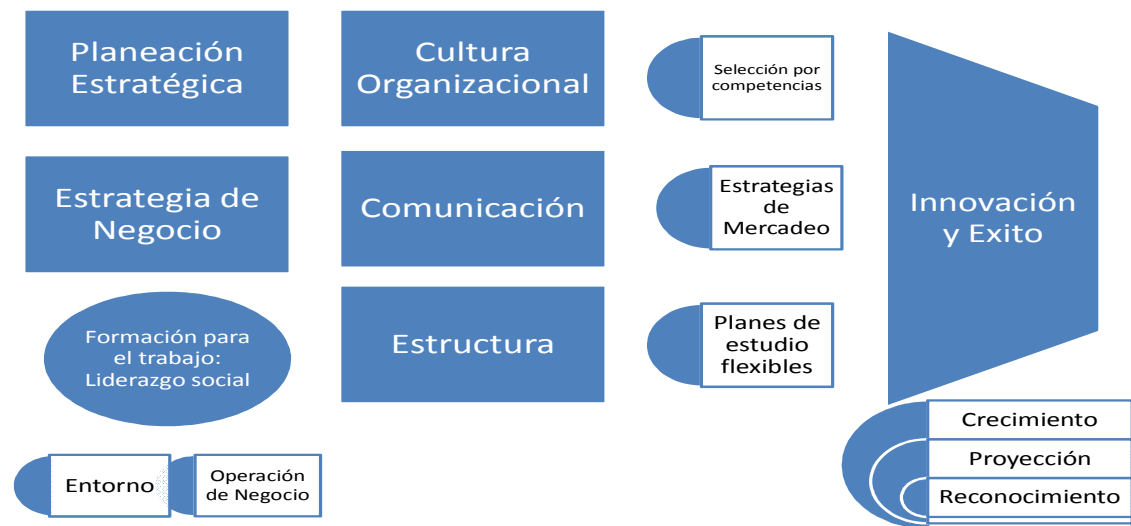 Planeación
Estratégica
Cultura
Organizacional
Selección por
competencias
Estrategia de
Negocio
Comunicación
Estrategias
de
Mercadeo
Innovación
y Exito
Formación para
el trabajo:
Liderazgo social
Estructura
Planes de
estudio
flexibles
Entorno
Operación
de Negocio
Crecimiento
Proyección
Reconocimiento